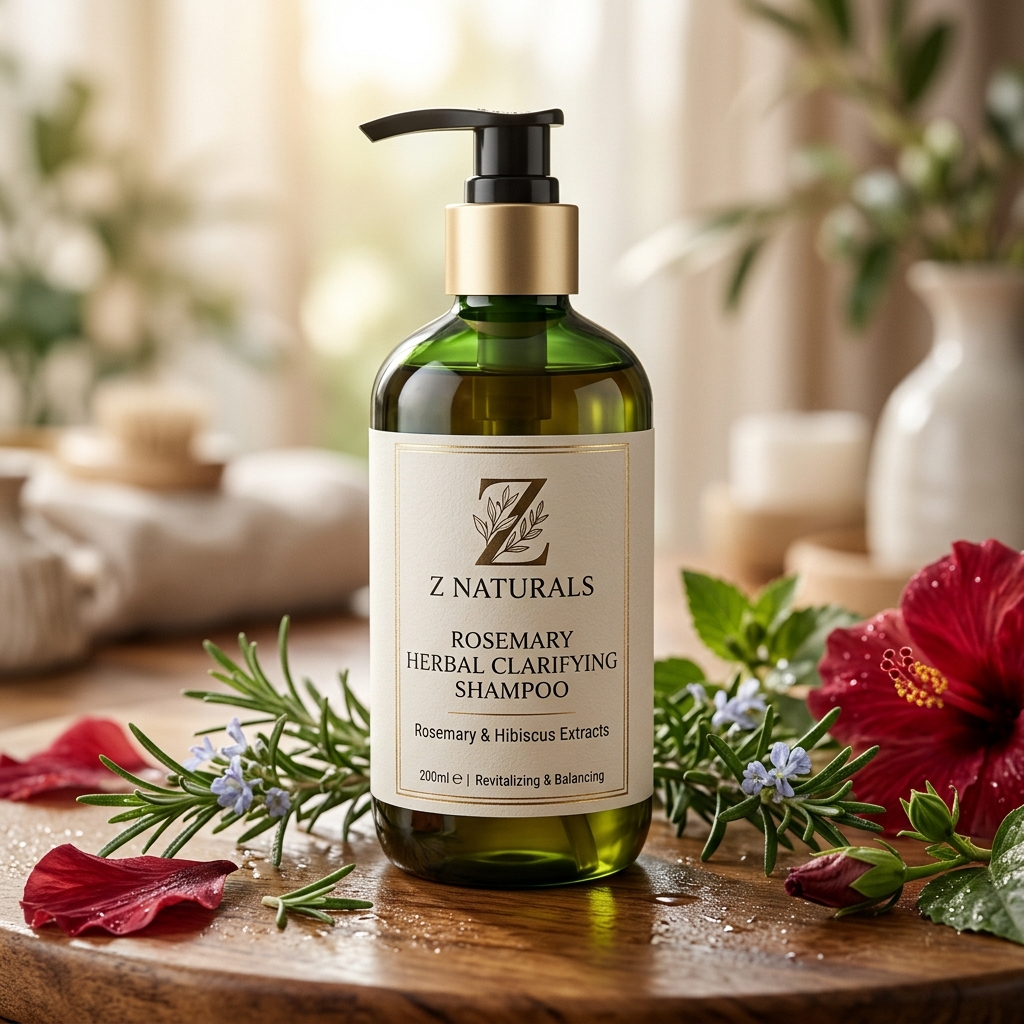 Z
Z NATURALS
ROSEMARY
HERBAL CLARIFYING
SHAMPOO
Rosemary & Hibiscus Extracts
200ml ℮ | Revitalizing & Balancing